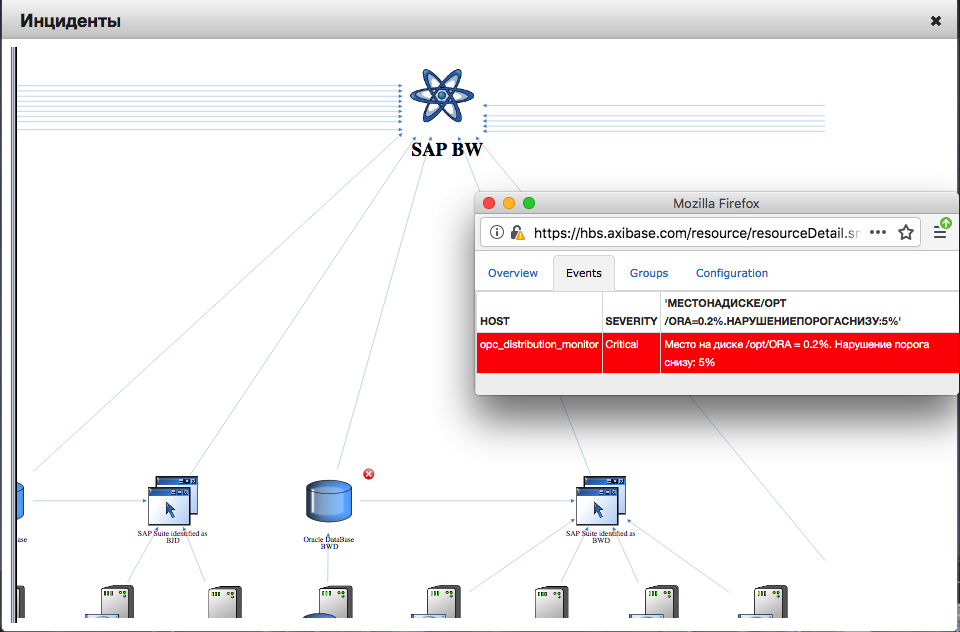 Инциденты
SAP BW
Mozilla Firefox
https://hbs.axibase.com/resource/resourceDetail.sr
Overview
Events
Groups
Configuration
HOST
SEVERITY
'МЕСТОНАДИСКЕ/OPT
/ORA=0.2%.НАРУШЕНИЕПОРОГАСНИЗУ:5%'
opc_distribution_monitor
Critical
Место на диске /opt/ORA = 0.2%. Нарушение порога
снизу: 5%
ase
SAP Suite identified as
BJD
Oracle DataBase
BWD
SAP Suite identified as
BWD